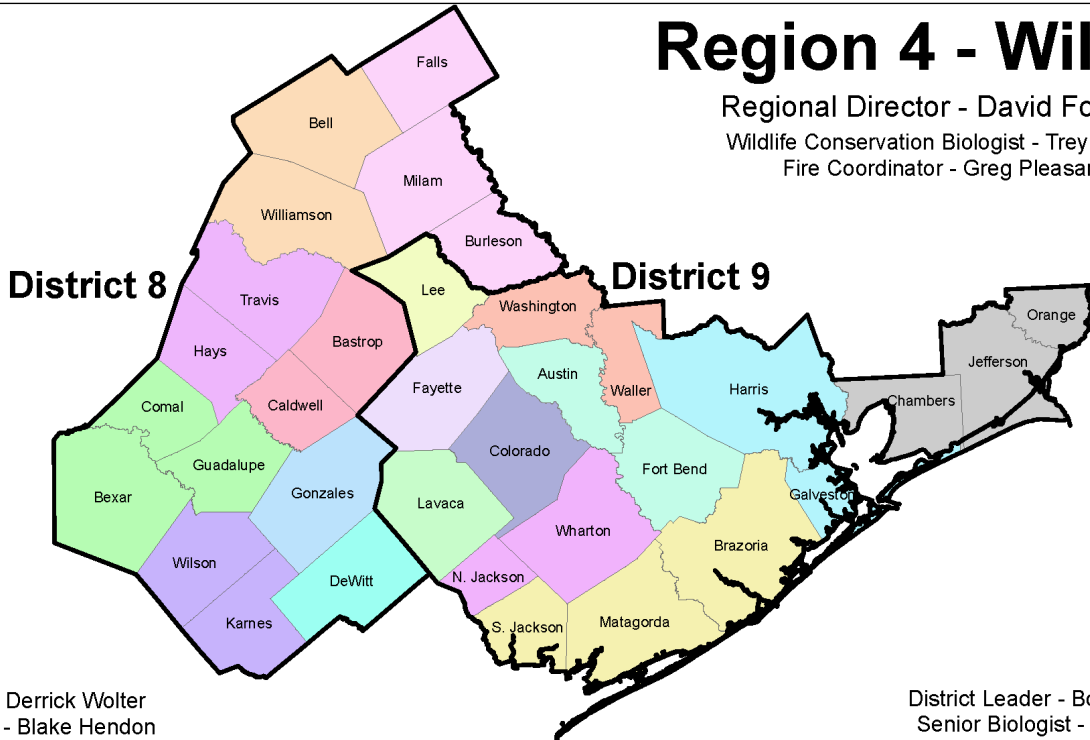 Region 4 - Wil
Regional Director - David Fo
Wildlife Conservation Biologist - Trey
Fire Coordinator - Greg Pleasan
Falls
Bell
Milam
Williamson
Burleson
District 8
District 9
Lee
Travis
Washington
Orange
Bastrop
Hays
Jefferson
Austin
Fayette
Waller
Harris
Chambers
Comal
Caldwell
Colorado
Guadalupe
Fort Bend
Gonzales
Bexar
Galveston
Lavaca
Wharton
Brazoria
Wilson
DeWitt
N. Jackson
Karnes
S. Jackson
Matagorda
Derrick Wolter
- Blake Hendon
District Leader - Bo
Senior Biologist -